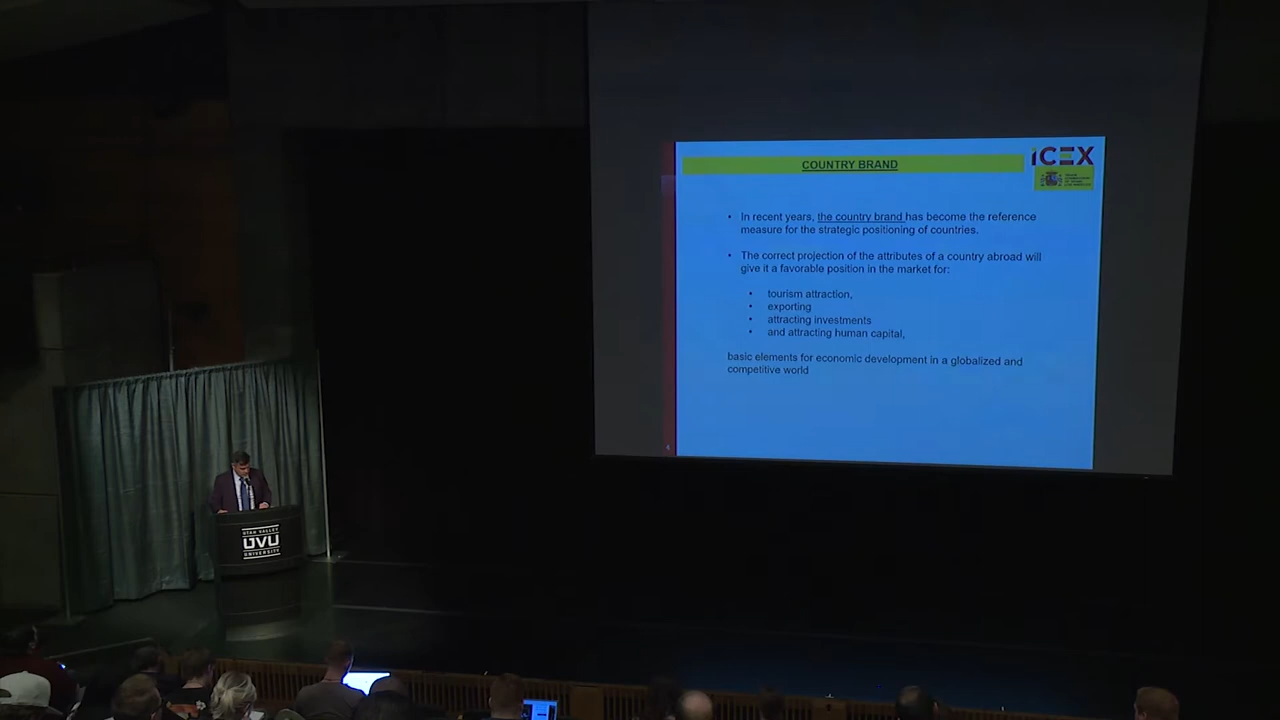 COUNTRY BRAND
ICEX
• In recent years, the country brand has become the reference
measure for the strategic positioning of countries.
• The correct projection of the attributes of a country abroad will
give it a favorable position in the market for:
• tourism attraction,
• exporting
• attracting investments
• and attracting human capital,
basic elements for economic development in a globalized and
competitive world
UTAH VALLEY
UVU
UNIVERSITY